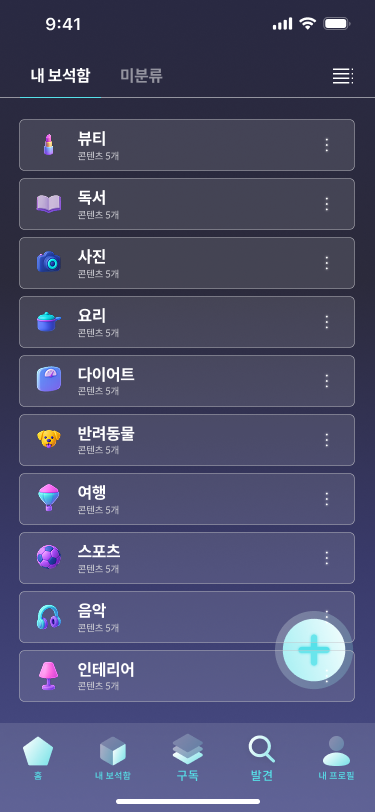 9:41
내 보석함 미분류
뷰티
콘텐츠 5개
독서
콘텐츠 5개
사진
콘텐츠 5개
요리
콘텐츠 5개
다이어트
콘텐츠 5개
반려동물
콘텐츠 5개
여행
콘텐츠 5개
스포츠
콘텐츠 5개
음악
콘텐츠 5개
인테리어
콘텐츠 5개
홈 내 보석함 구독 발견 내 프로필